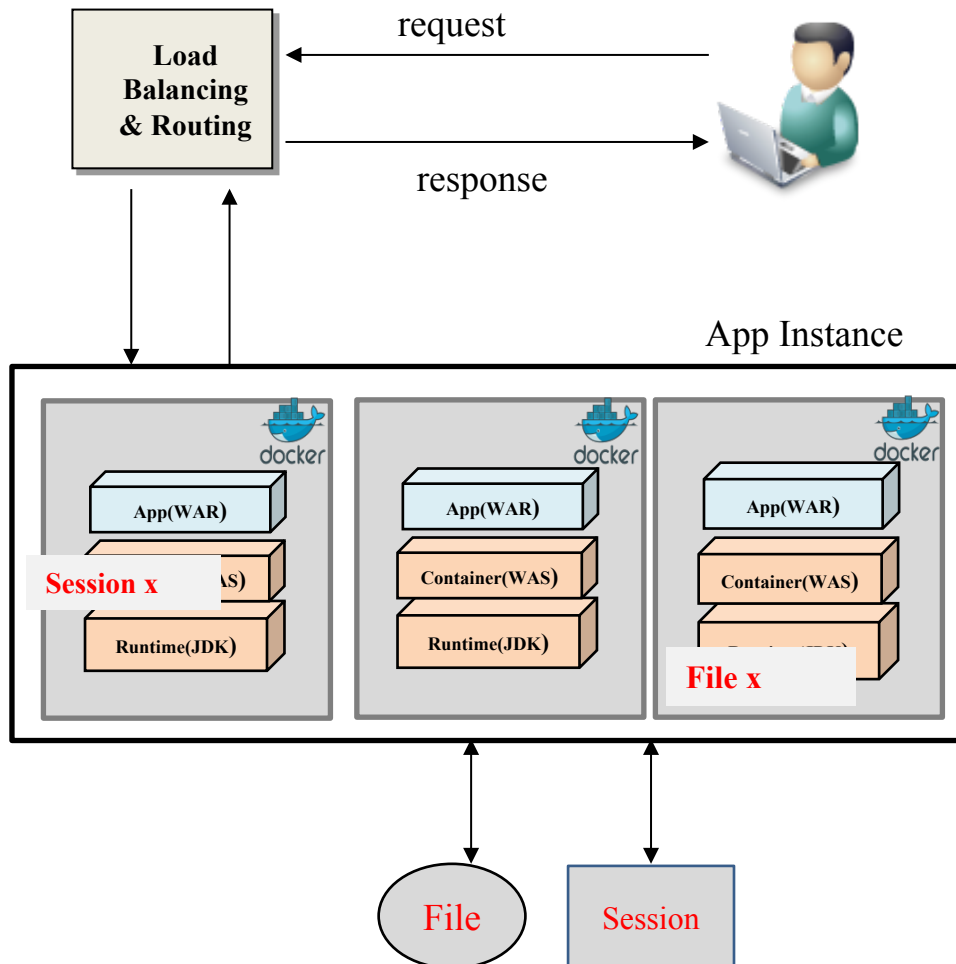 request
Load
Balancing
& Routing
response
App Instance
docker
docker
docker
App(WAR)
App(WAR)
App(WAR)
Session x
AS)
Container(WAS)
Container(WAS)
Runtime(JDK)
Runtime(JDK)
File x
File
Session